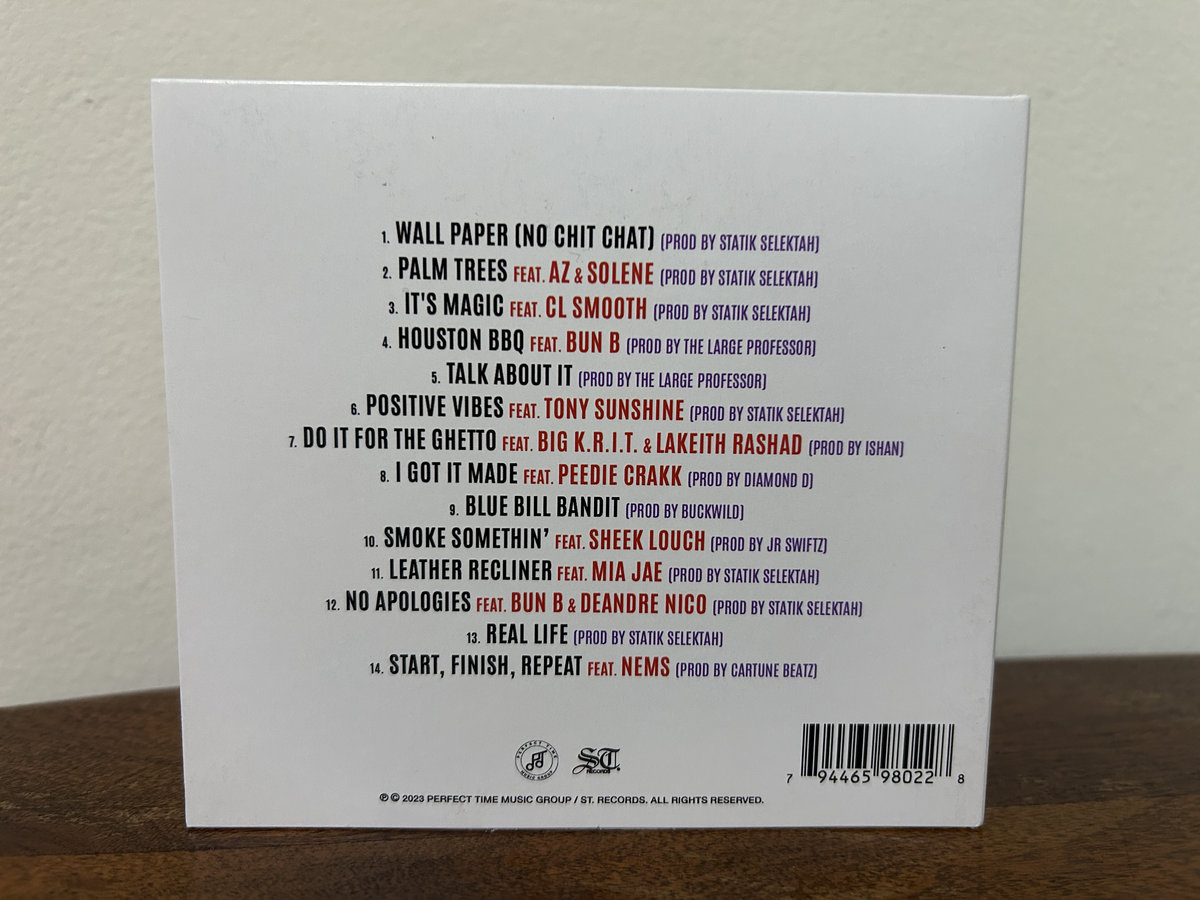 1. WALL PAPER (NO CHIT CHAT) (PROD BY STATIK SELEKTAH)
2. PALM TREES FEAT. AZ & SOLENE (PROD BY STATIK SELEKTAH)
3. IT'S MAGIC FEAT. CL SMOOTH (PROD BY STATIK SELEKTAH)
4. HOUSTON BBQ FEAT. BUN B (PROD BY THE LARGE PROFESSOR)
5. TALK ABOUT IT (PROD BY THE LARGE PROFESSOR)
6. POSITIVE VIBES FEAT. TONY SUNSHINE (PROD BY STATIK SELEKTAH)
7. DO IT FOR THE GHETTO FEAT. BIG K.R.I.T. & LAKEITH RASHAD (PROD BY ISHAN)
8. I GOT IT MADE FEAT. PEEDIE CRAKK (PROD BY DIAMOND D)
9. BLUE BILL BANDIT (PROD BY BUCKWILD)
10. SMOKE SOMETHIN’ FEAT. SHEEK LOUCH (PROD BY JR SWIFTZ)
11. LEATHER RECLINER FEAT. MIA JAE (PROD BY STATIK SELEKTAH)
12. NO APOLOGIES FEAT. BUN B & DEANDRE NICO (PROD BY STATIK SELEKTAH)
13. REAL LIFE (PROD BY STATIK SELEKTAH)
14. START, FINISH, REPEAT FEAT. NEMS (PROD BY CARTUNE BEATZ)
PERFECT TIME
MUSIC GROUP
ST.
RECORDS
7 94465 98022 8
℗ © 2023 PERFECT TIME MUSIC GROUP / ST. RECORDS. ALL RIGHTS RESERVED.